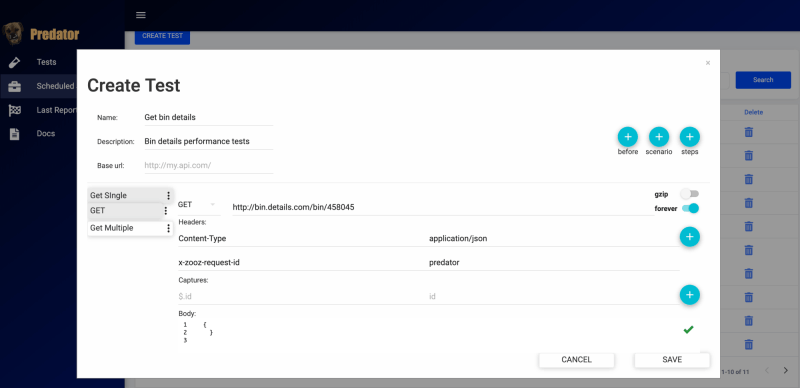 Predator
CREATE TEST
Tests
Scheduled
Last Report
Docs
Search
Delete
×
Create Test
Name:
Get bin details
Description:
Bin details performance tests
Base url:
http://my.api.com/
before
scenario
steps
Get SIngle
GET
Get Multiple
GET
http://bin.details.com/bin/458045
gzip
forever
Headers:
Content-Type
application/json
x-zooz-request-id
predator
Captures:
$.id
id
Body:
1 {
2 }
3
CANCEL
SAVE
1-10 of 11